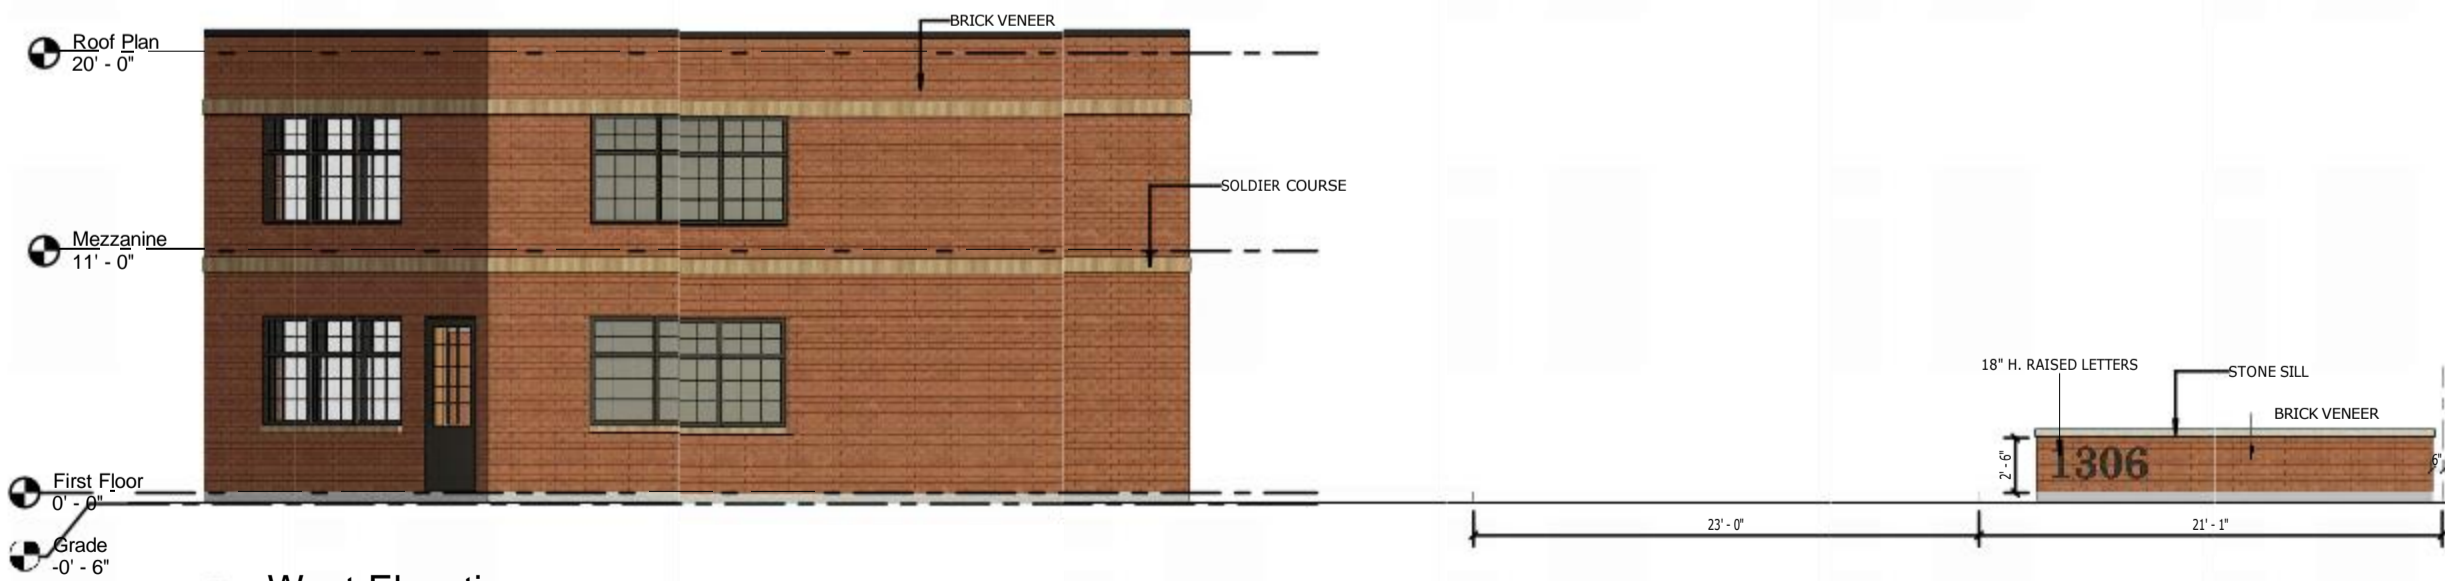 BRICK VENEER
Roof Plan
20' - 0"
SOLDIER COURSE
Mezzanine
11' - 0"
18" H. RAISED LETTERS
STONE SILL
BRICK VENEER
2' - 6"
1306
6"
First Floor
0' - 0"
23' - 0"
21' - 1"
Grade
-0' - 6"